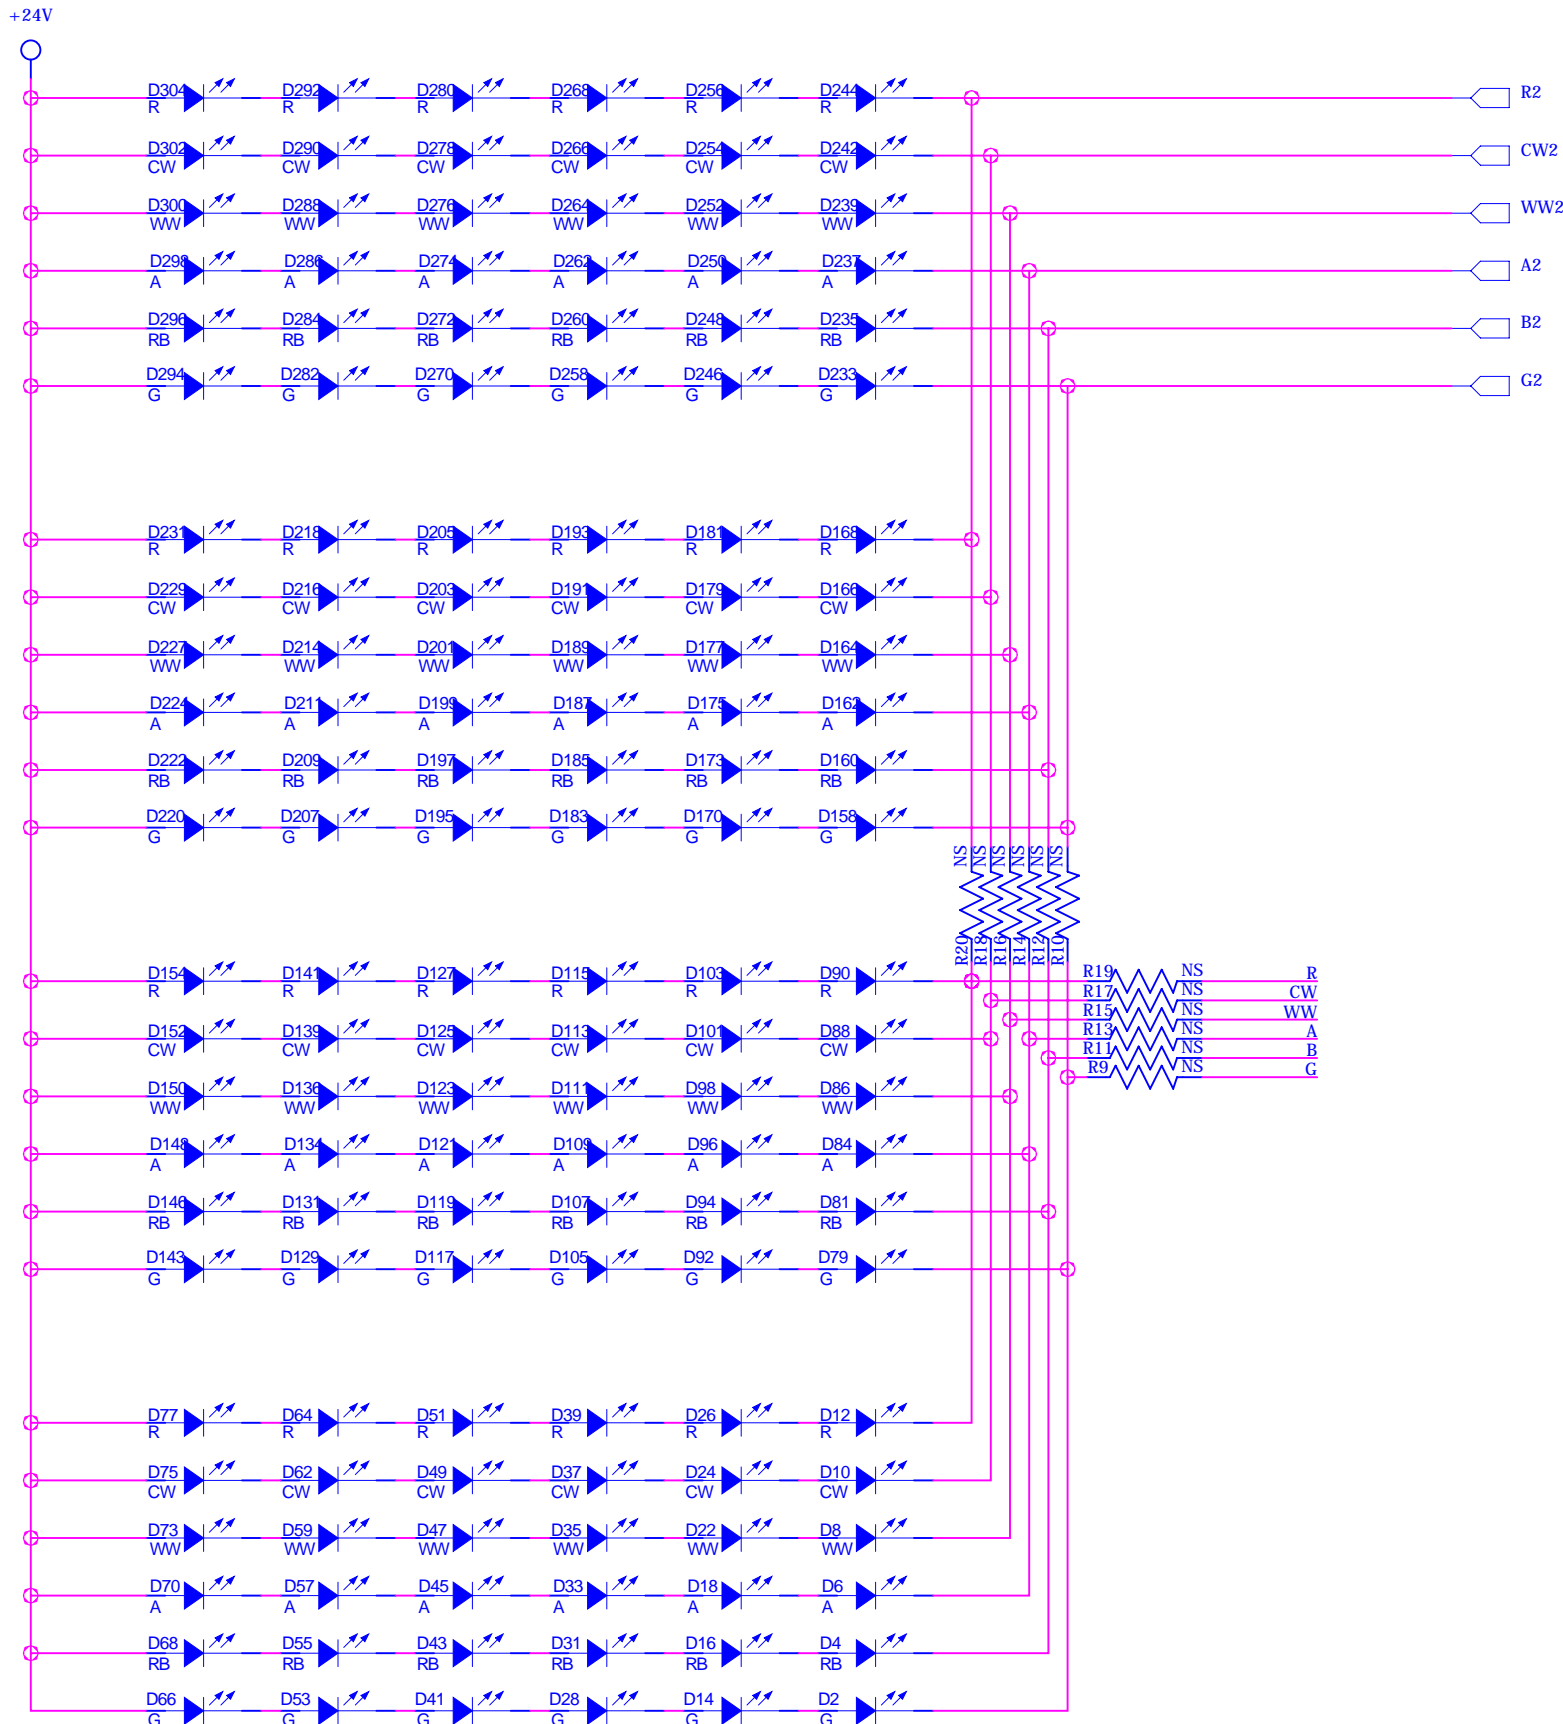 +24V
D304 D292 D280 D268 D256 D244 R2
R R R R R R
D302 D290 D278 D266 D254 D242 CW2
CW CW CW CW CW CW
D300 D288 D276 D264 D252 D239 WW2
WW WW WW WW WW WW
D298 D286 D274 D262 D250 D237 A2
A A A A A A
D296 D284 D272 D260 D248 D235 B2
RB RB RB RB RB RB
D294 D282 D270 D258 D246 D233 G2
G G G G G G
D231 D218 D205 D193 D181 D168
R R R R R R
D229 D216 D203 D191 D179 D166
CW CW CW CW CW CW
D227 D214 D201 D189 D177 D164
WW WW WW WW WW WW
D224 D211 D199 D187 D175 D162
A A A A A A
D222 D209 D197 D185 D173 D160
RB RB RB RB RB RB
D220 D207 D195 D183 D170 D158
G G G G G G
NS NS NS NS NS NS
R20 R18 R16 R14 R12 R10
D154 D141 D127 D115 D103 D90 R19 NS R
R R R R R R
R17 NS CW
R15 NS WW
D152 D139 D125 D113 D101 D88 R13 NS A
CW CW CW CW CW CW
R11 NS B
R9 NS G
D150 D136 D123 D111 D98 D86
WW WW WW WW WW WW
D148 D134 D121 D109 D96 D84
A A A A A A
D146 D131 D119 D107 D94 D81
RB RB RB RB RB RB
D143 D129 D117 D105 D92 D79
G G G G G G
D77 D64 D51 D39 D26 D12
R R R R R R
D75 D62 D49 D37 D24 D10
CW CW CW CW CW CW
D73 D59 D47 D35 D22 D8
WW WW WW WW WW WW
D70 D57 D45 D33 D18 D6
A A A A A A
D68 D55 D43 D31 D16 D4
RB RB RB RB RB RB
D66 D53 D41 D28 D14 D2
G G G G G G